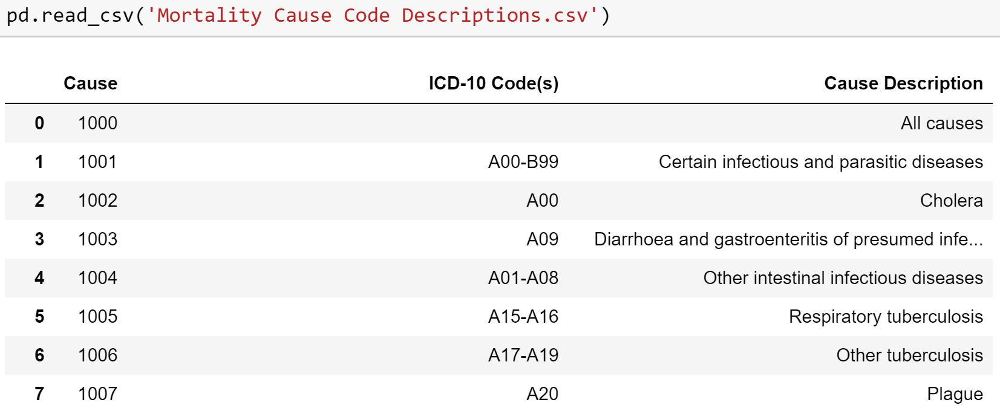 pd.read_csv('Mortality Cause Code Descriptions.csv')
Cause ICD-10 Code(s) Cause Description
0 1000 All causes
1 1001 A00-B99 Certain infectious and parasitic diseases
2 1002 A00 Cholera
3 1003 A09 Diarrhoea and gastroenteritis of presumed infe...
4 1004 A01-A08 Other intestinal infectious diseases
5 1005 A15-A16 Respiratory tuberculosis
6 1006 A17-A19 Other tuberculosis
7 1007 A20 Plague